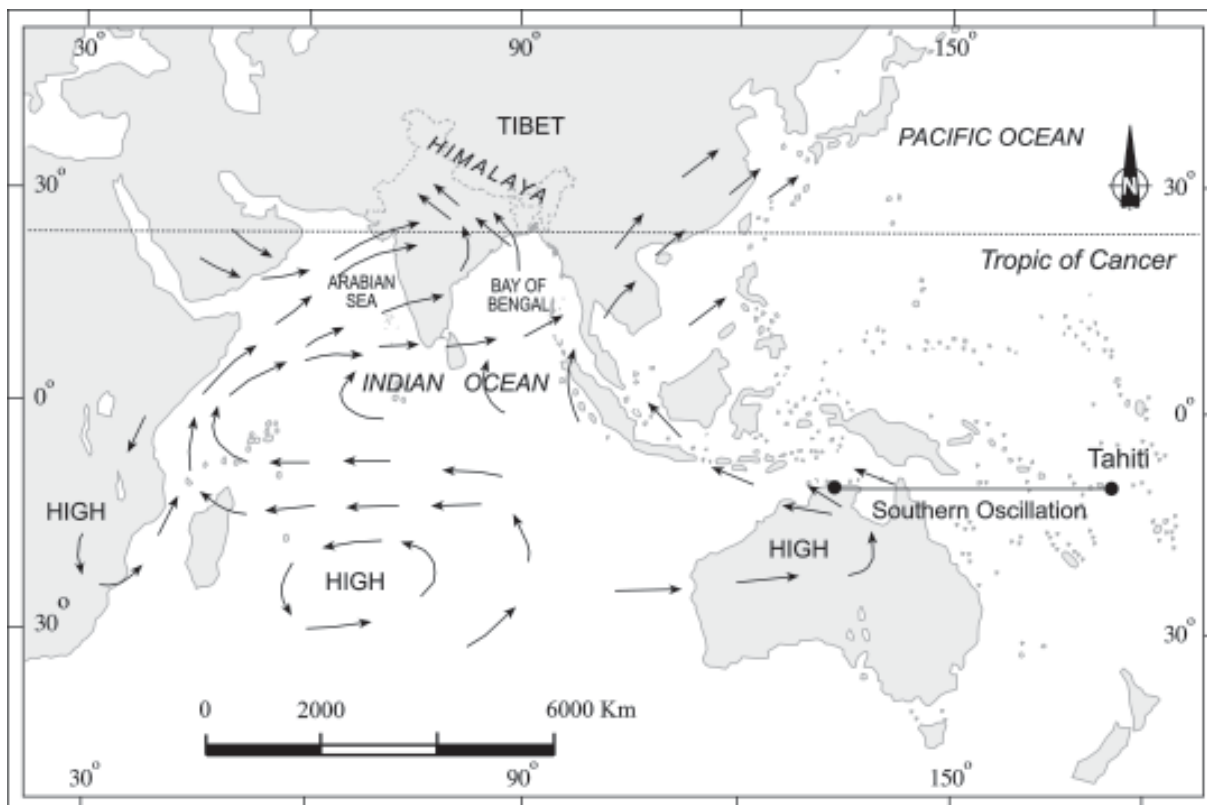 30°
90°
150°
TIBET
HIMALAYA
PACIFIC OCEAN
N
30°
30°
Tropic of Cancer
ARABIAN
SEA
BAY OF
BENGAL
INDIAN OCEAN
0°
0°
Tahiti
HIGH
Southern Oscillation
HIGH
HIGH
30°
30°
0
2000
6000 Km
30°
90°
150°